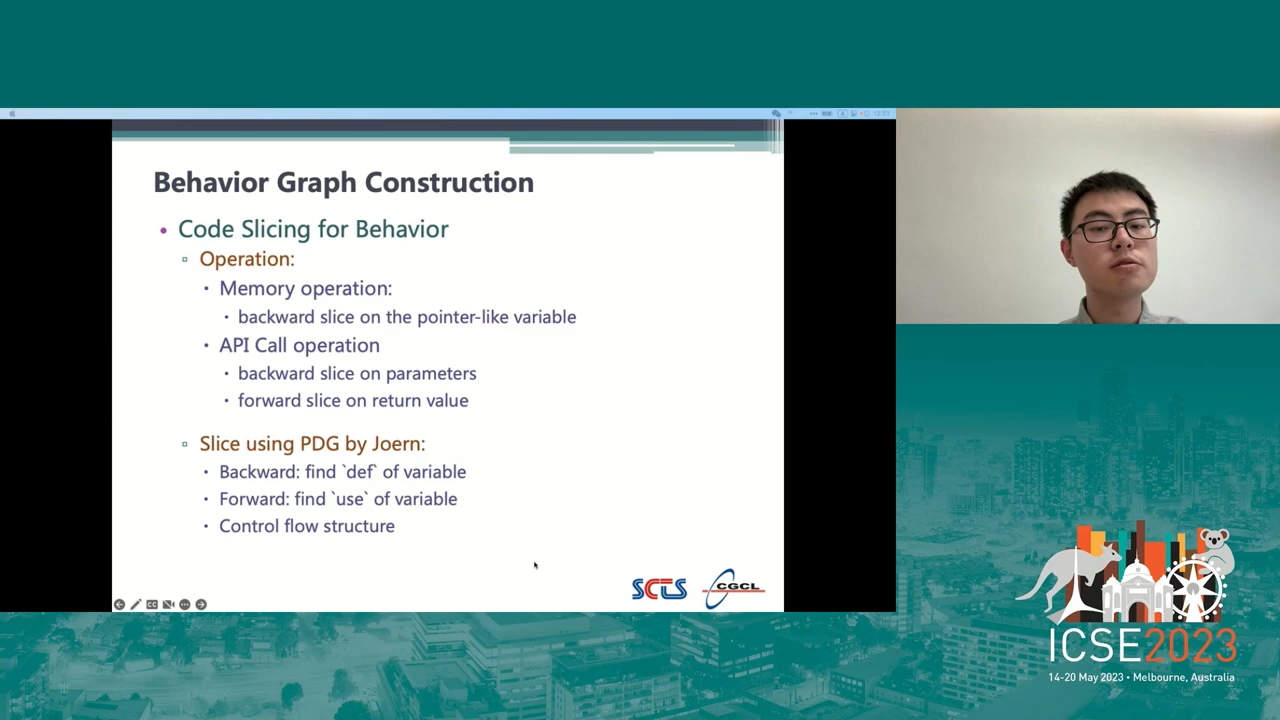 Behavior Graph Construction
• Code Slicing for Behavior
▫ Operation:
• Memory operation:
• backward slice on the pointer-like variable
• API Call operation
• backward slice on parameters
• forward slice on return value
▫ Slice using PDG by Joern:
• Backward: find `def` of variable
• Forward: find `use` of variable
• Control flow structure
SCTS
CGCL
ICSE2023
14-20 May 2023 • Melbourne, Australia